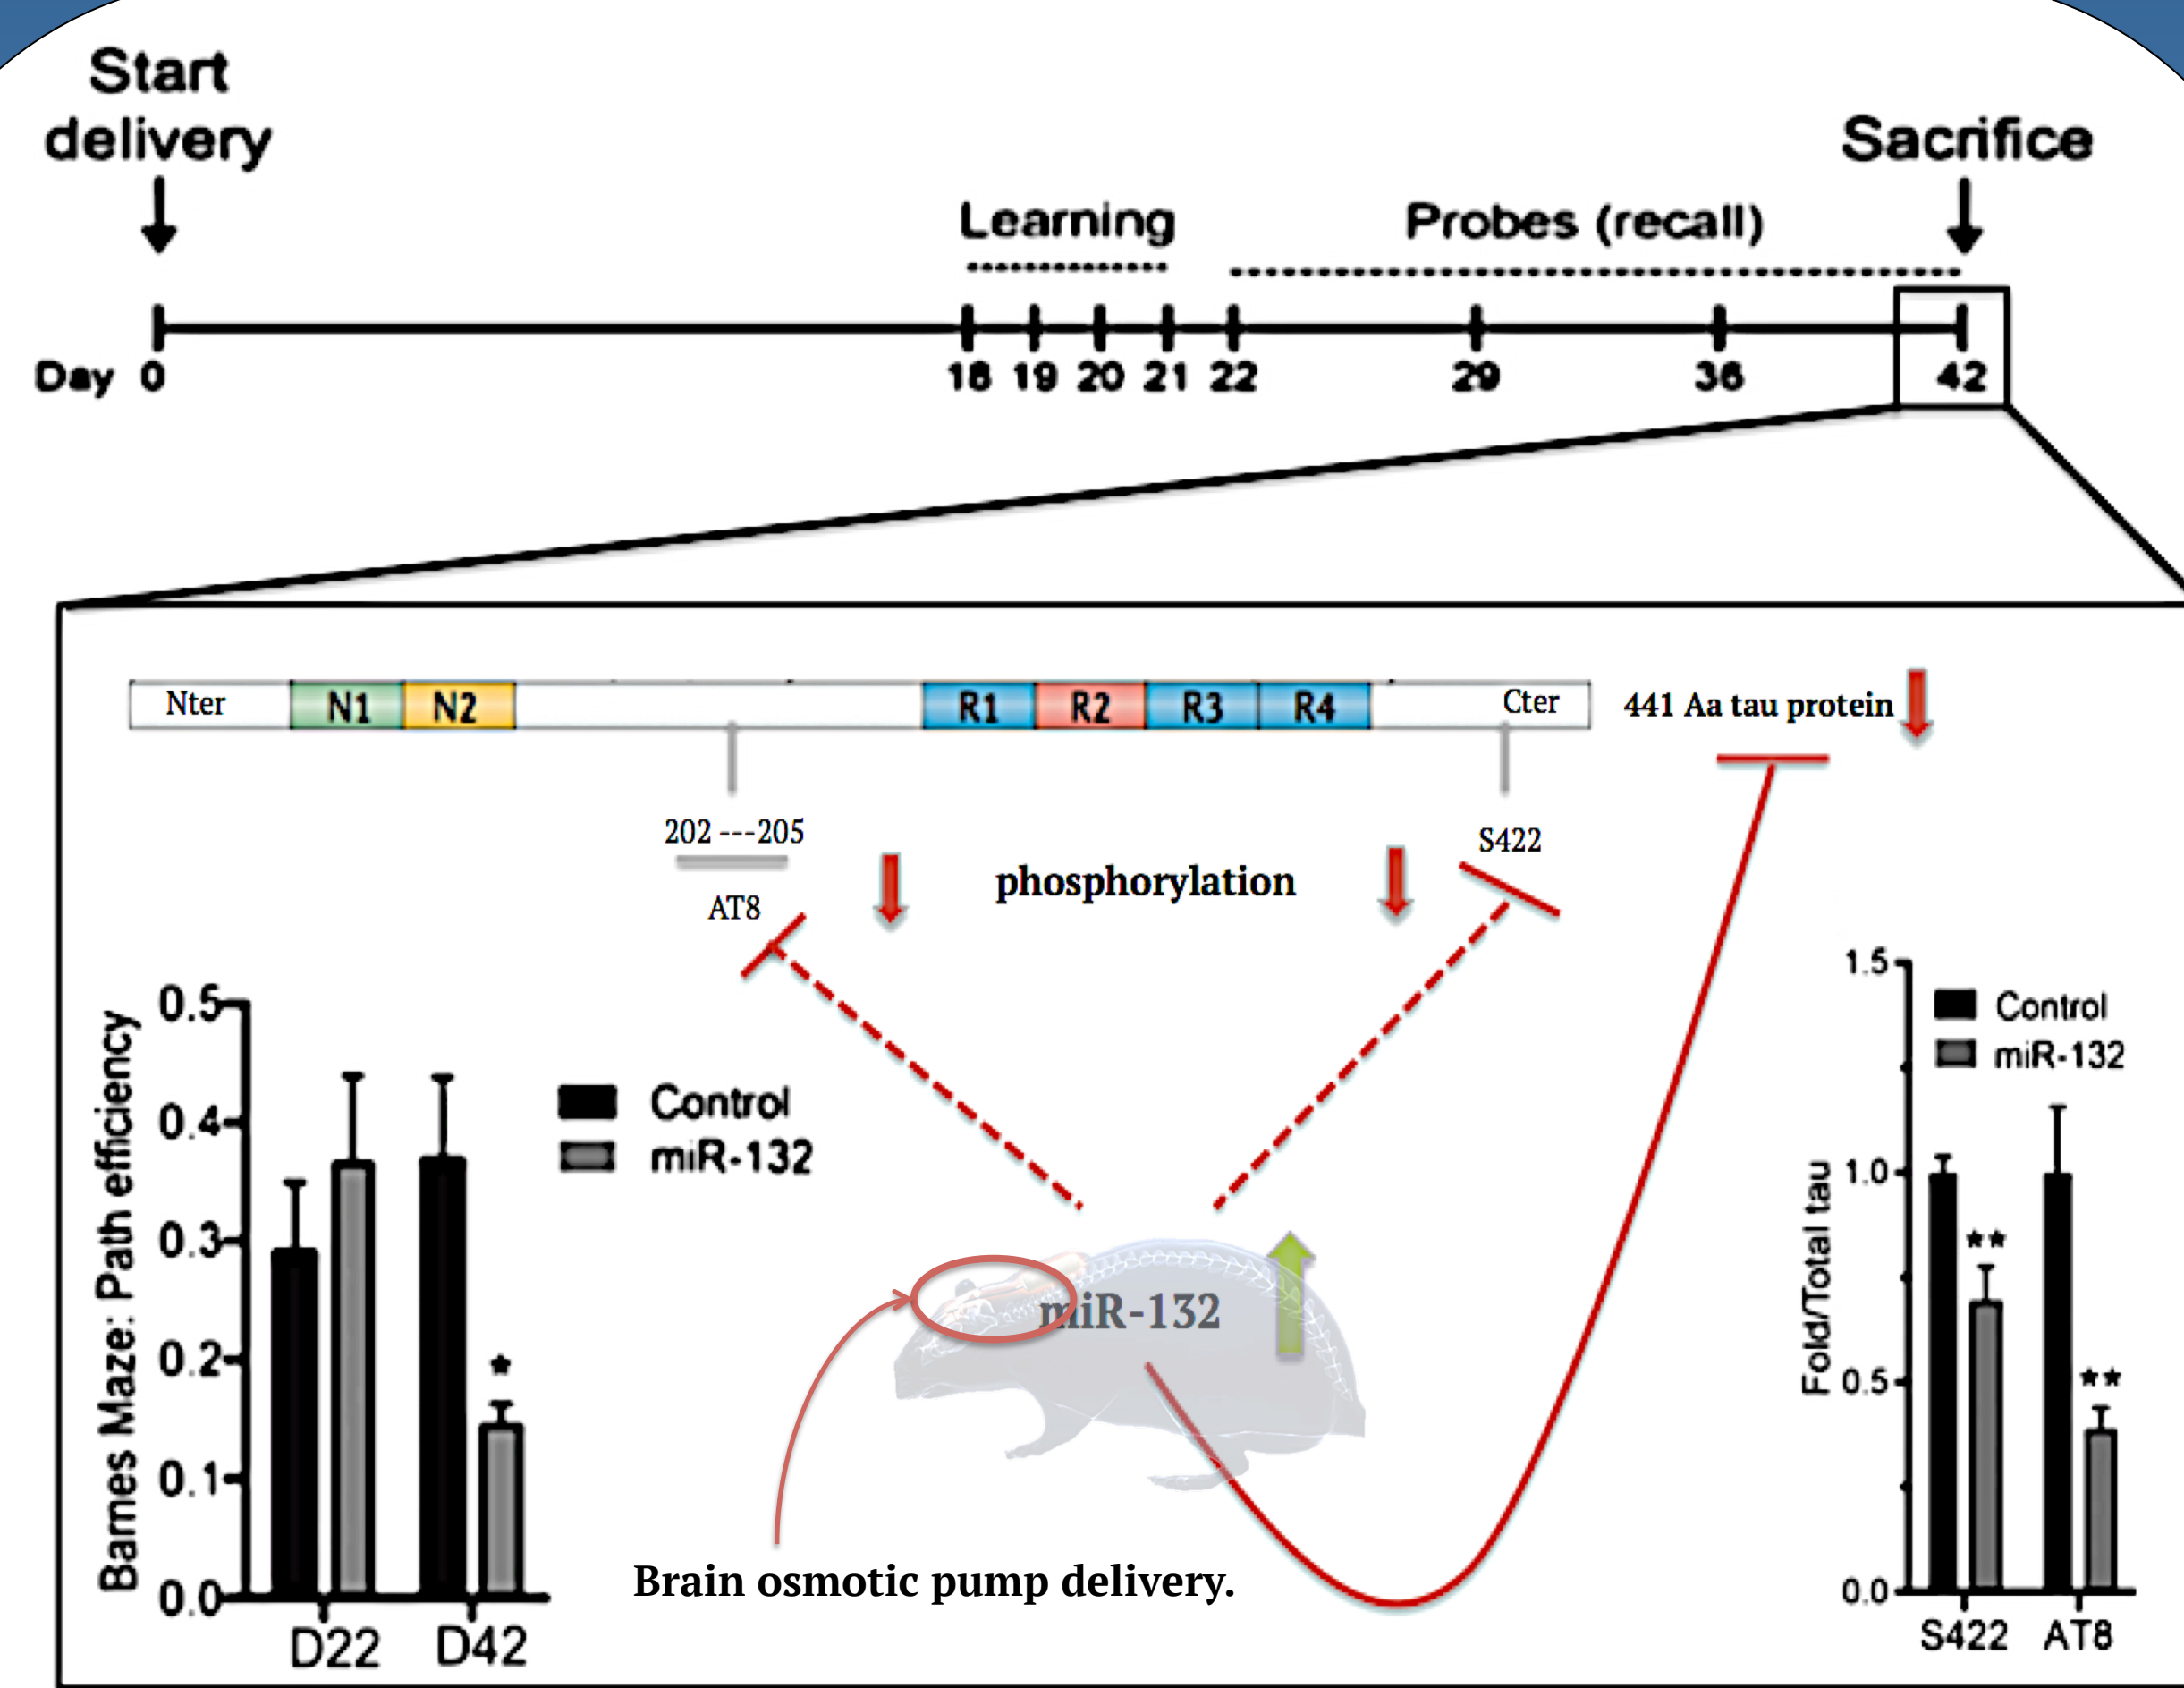 Start
delivery
Sacrifice
Learning
Probes (recall)
Day 0 18 19 20 21 22 29 36 42
Nter N1 N2 R1 R2 R3 R4 Cter
441 Aa tau protein
202 ---205
S422
AT8
phosphorylation
Barnes Maze: Path efficiency
0.5
0.4
0.3
0.2
0.1
0.0
*
D22 D42
Control
miR-132
miR-132
Brain osmotic pump delivery.
Fold/Total tau
1.5
1.0
0.5
0.0
Control
miR-132
**
**
S422 AT8